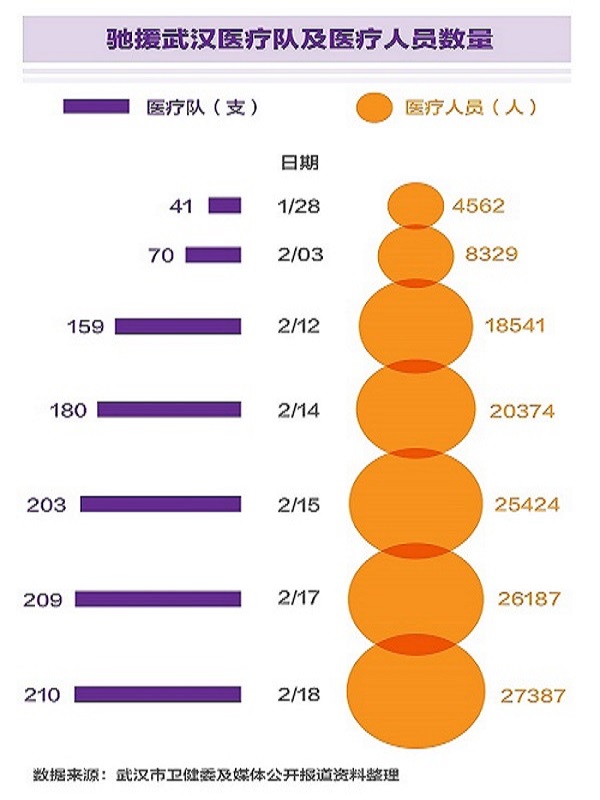 驰援武汉医疗队及医疗人员数量
医疗队（支） 医疗人员（人）
日期
41 1/28 4562
70 2/03 8329
159 2/12 18541
180 2/14 20374
203 2/15 25424
209 2/17 26187
210 2/18 27387
数据来源：武汉市卫健委及媒体公开报道资料整理